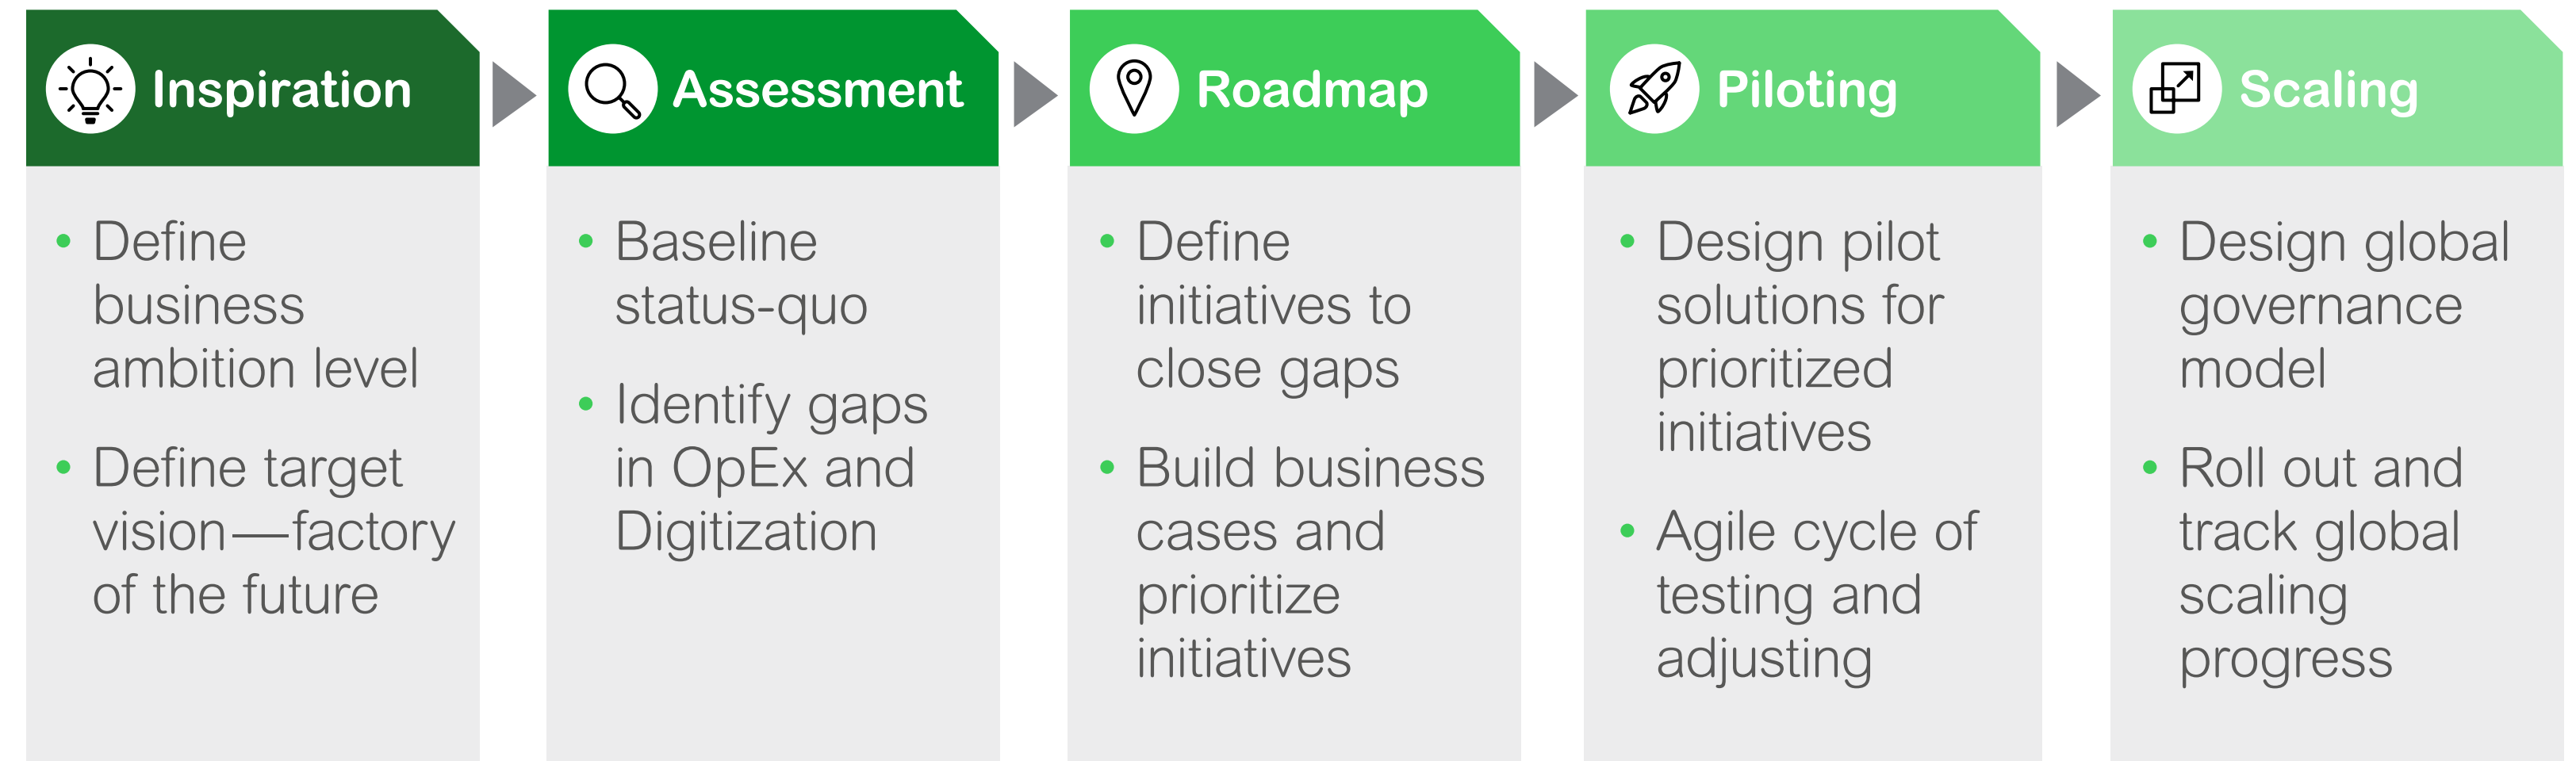 Inspiration
Define
business
ambition level
Define target
vision—factory
of the future
Assessment
Baseline
status-quo
Identify gaps
in OpEx and
Digitization
Roadmap
Define
initiatives to
close gaps
Build business
cases and
prioritize
initiatives
Piloting
Design pilot
solutions for
prioritized
initiatives
Agile cycle of
testing and
adjusting
Scaling
Design global
governance
model
Roll out and
track global
scaling
progress